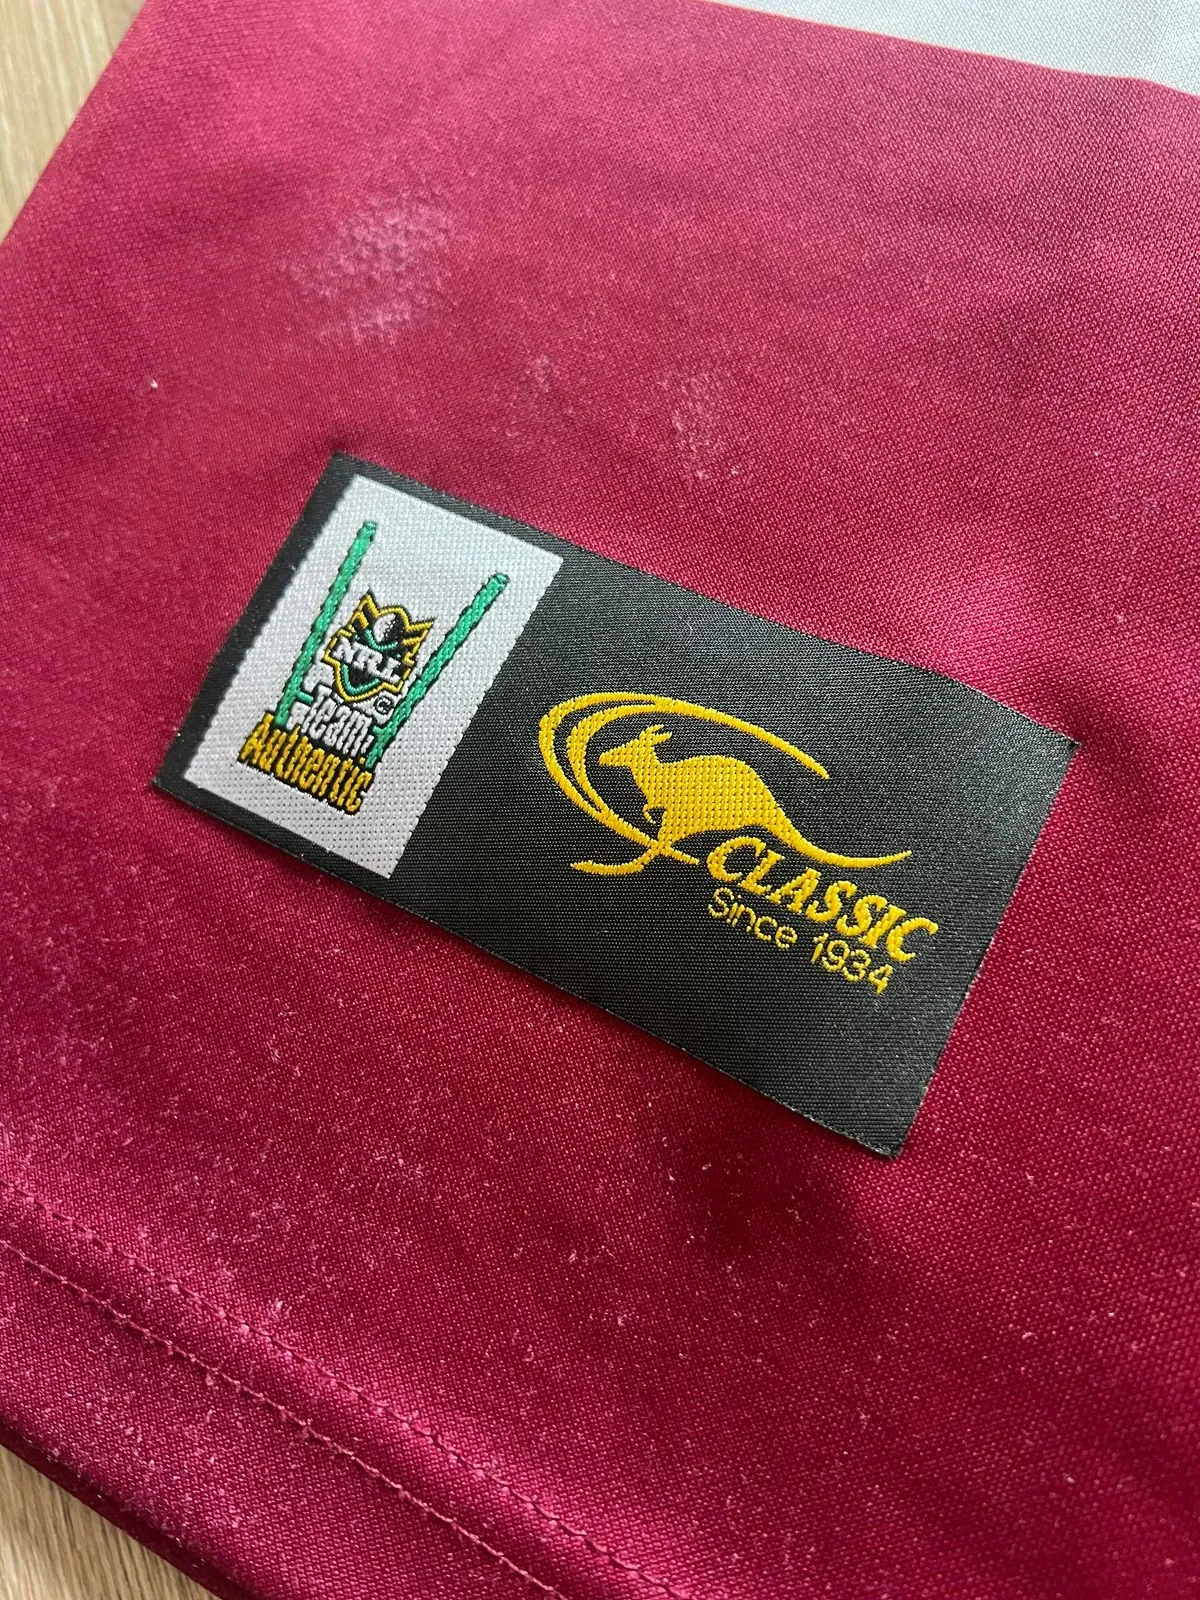 NRL
Team
Authentic
CLASSIC
Since 1934